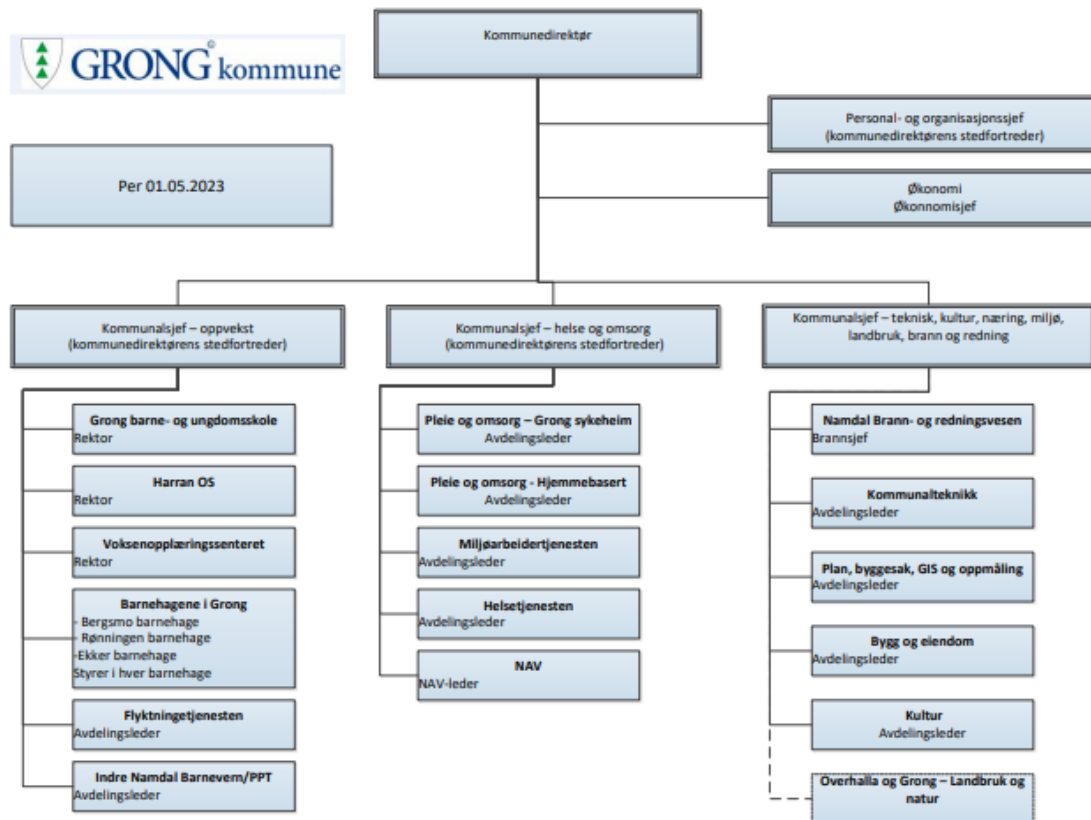 Kommunedirektør
GRONG© kommune
Personal- og organisasjonssjef
(kommunedirektørens stedfortreder)
Per 01.05.2023
Økonomi
Økonnomisjef
Kommunalsjef – oppvekst
(kommunedirektørens stedfortreder)
Kommunalsjef – helse og omsorg
(kommunedirektørens stedfortreder)
Kommunalsjef – teknisk, kultur, næring, miljø,
landbruk, brann og redning
Grong barne- og ungdomsskole
Rektor
Harran OS
Rektor
Voksenopplæringssenteret
Rektor
Barnehagene i Grong
- Bergsmo barnehage
- Rønningen barnehage
-Ekker barnehage
Styrer i hver barnehage
Flyktningetjenesten
Avdelingsleder
Indre Namdal Barnevern/PPT
Avdelingsleder
Pleie og omsorg – Grong sykeheim
Avdelingsleder
Pleie og omsorg - Hjemmebasert
Avdelingsleder
Miljøarbeidertjenesten
Avdelingsleder
Helsetjenesten
Avdelingsleder
NAV
NAV-leder
Namdal Brann- og redningsvesen
Brannsjef
Kommunalteknikk
Avdelingsleder
Plan, byggesak, GIS og oppmåling
Avdelingsleder
Bygg og eiendom
Avdelingsleder
Kultur
Avdelingsleder
Overhalla og Grong – Landbruk og
natur